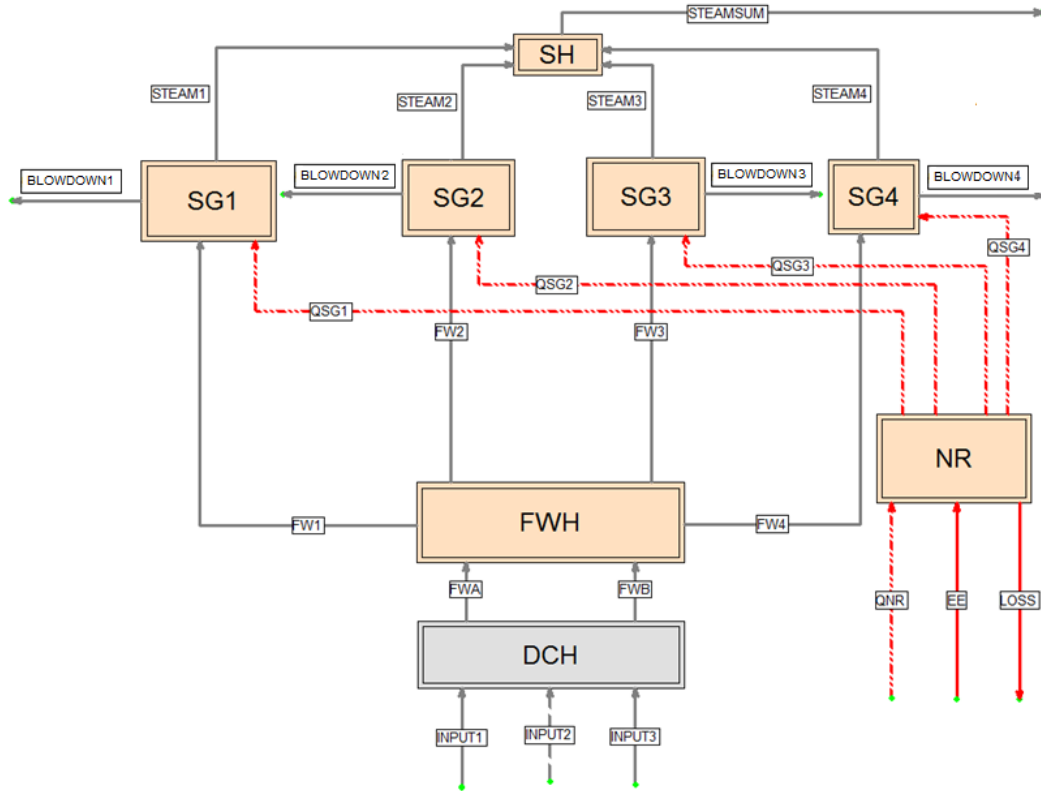 STEAMSUM
SH
STEAM1
STEAM2
STEAM3
STEAM4
BLOWDOWN1
SG1
BLOWDOWN2
SG2
SG3
BLOWDOWN3
SG4
BLOWDOWN4
QSG4
QSG3
QSG2
QSG1
FW2
FW3
NR
FWH
FW1
FW4
FWA
FWB
QNR
EE
LOSS
DCH
INPUT1
INPUT2
INPUT3